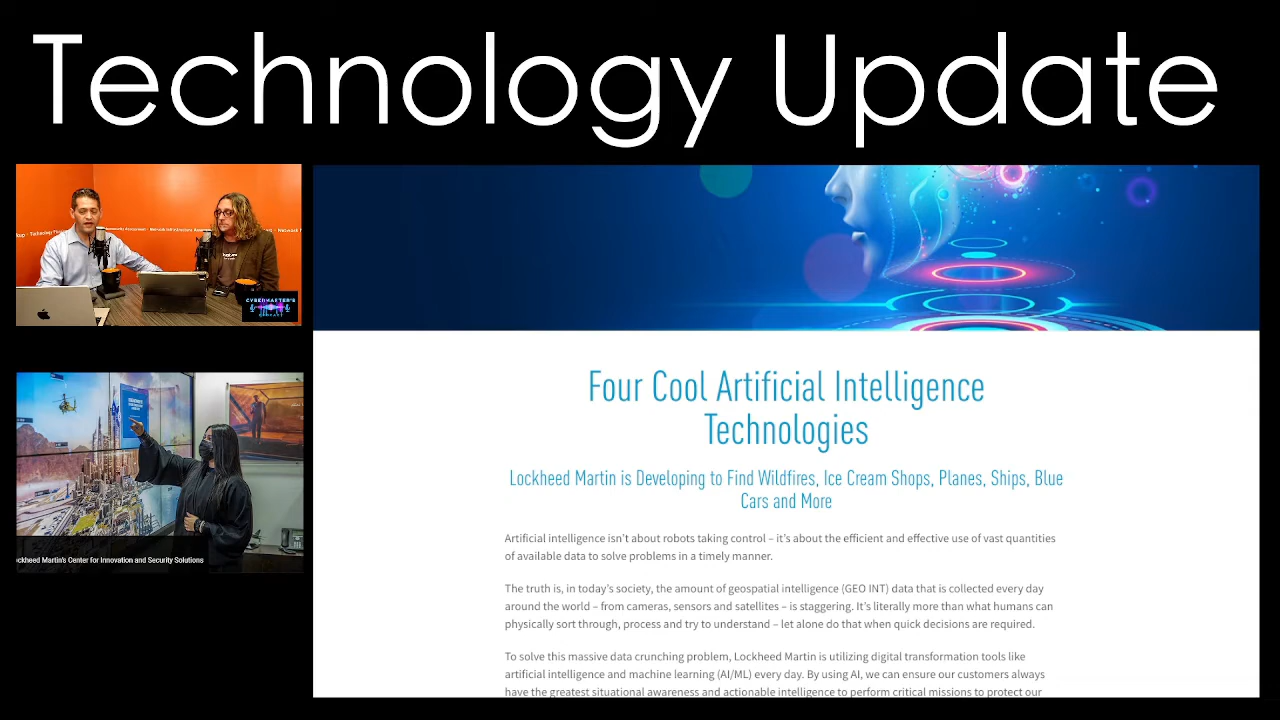 Technology Update
CYBERMASTER'S
PODCAST
Lockheed Martin's Center for Innovation and Security Solutions
Four Cool Artificial Intelligence
Technologies
Lockheed Martin is Developing to Find Wildfires, Ice Cream Shops, Planes, Ships, Blue
Cars and More
Artificial intelligence isn't about robots taking control – it's about the efficient and effective use of vast quantities
of available data to solve problems in a timely manner.
The truth is, in today's society, the amount of geospatial intelligence (GEO INT) data that is collected every day
around the world – from cameras, sensors and satellites – is staggering. It's literally more than what humans can
physically sort through, process and try to understand – let alone do that when quick decisions are required.
To solve this massive data crunching problem, Lockheed Martin is utilizing digital transformation tools like
artificial intelligence and machine learning (AI/ML) every day. By using AI, we can ensure our customers always
have the greatest situational awareness and actionable intelligence to perform critical missions to protect our